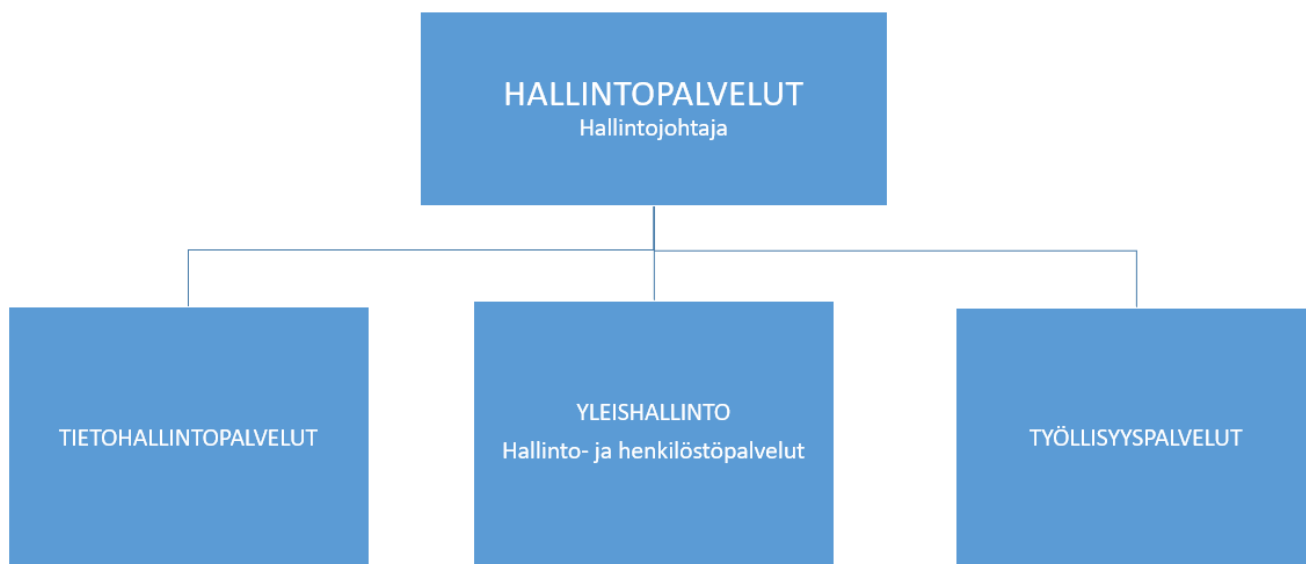 HALLINTOPALVELUT
Hallintojohtaja
TIETOHALLINTOPALVELUT
YLEISHALLINTO
Hallinto- ja henkilöstöpalvelut
TYÖLLISYYSPALVELUT